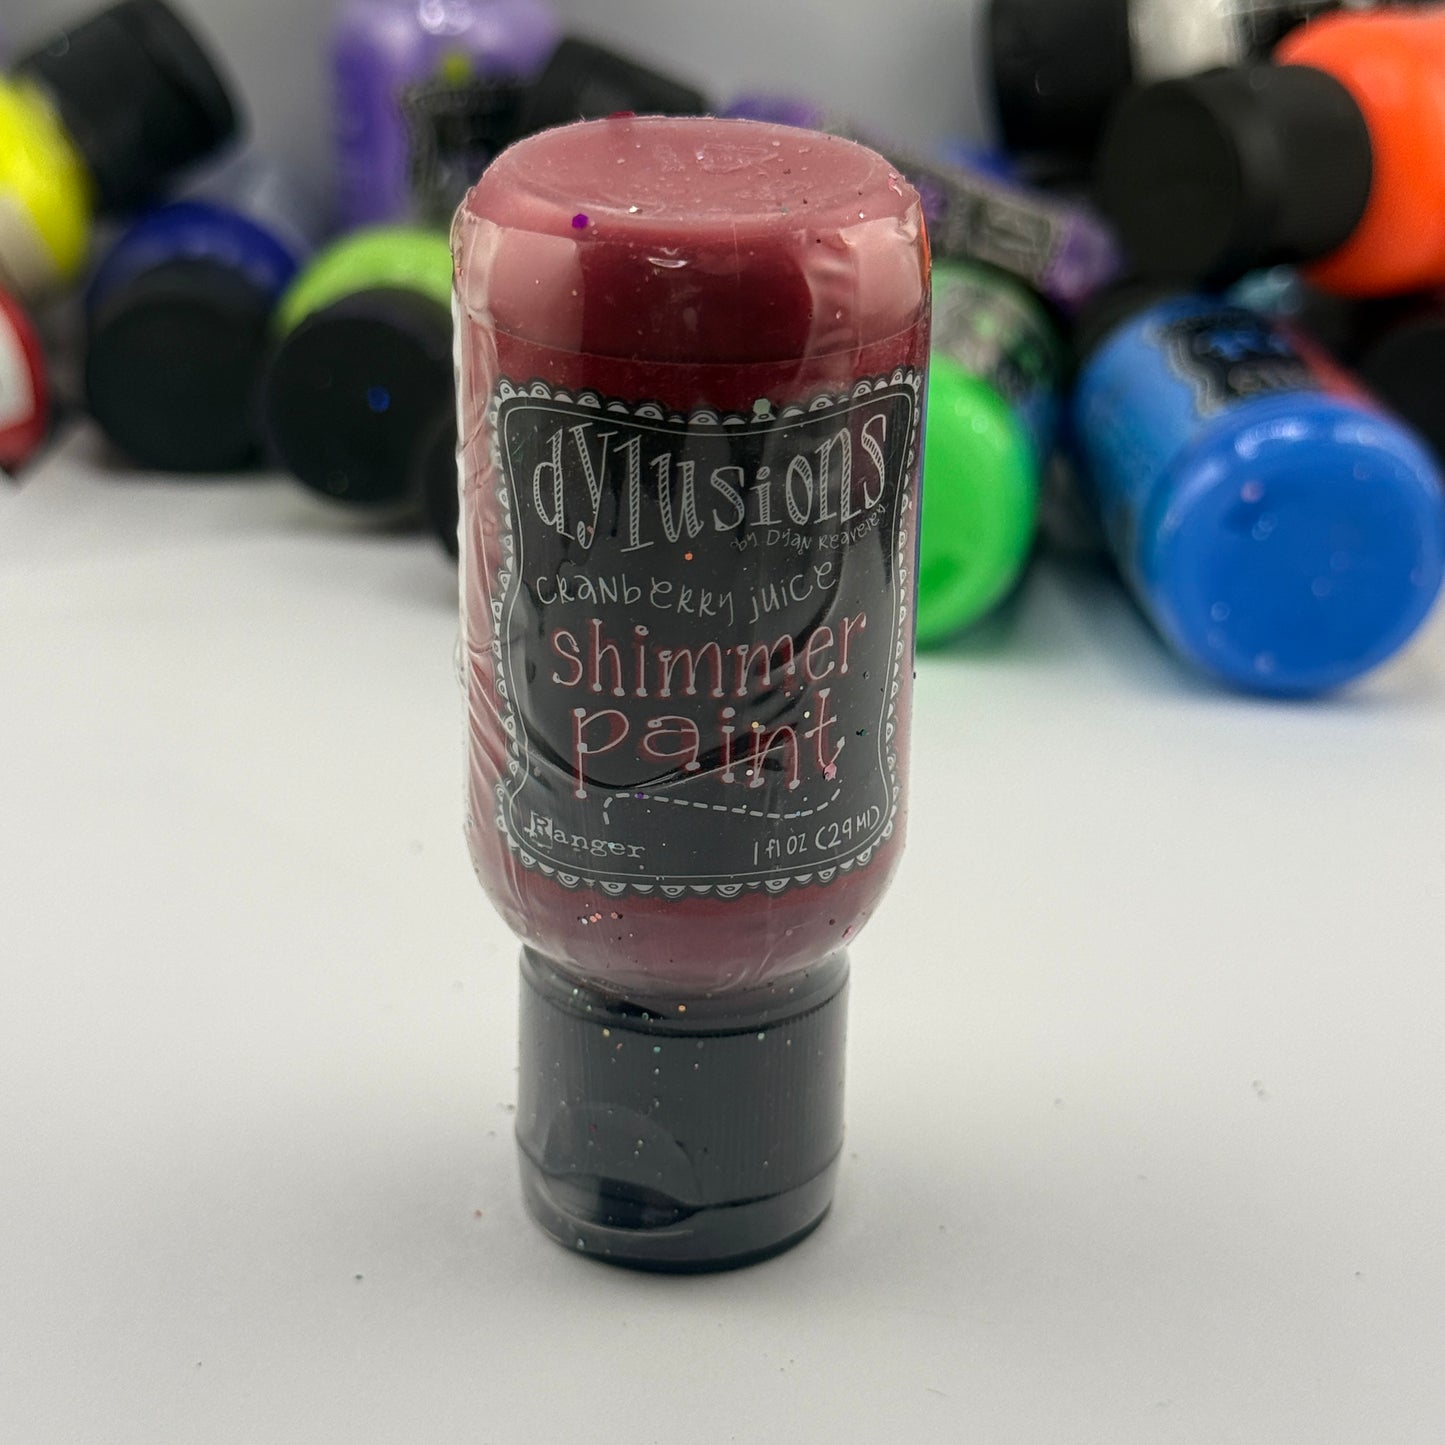 dylusions
by Dyan Reaveley
cranberry juice
shimmer
paint
Ranger
1 fl oz (29 Ml)